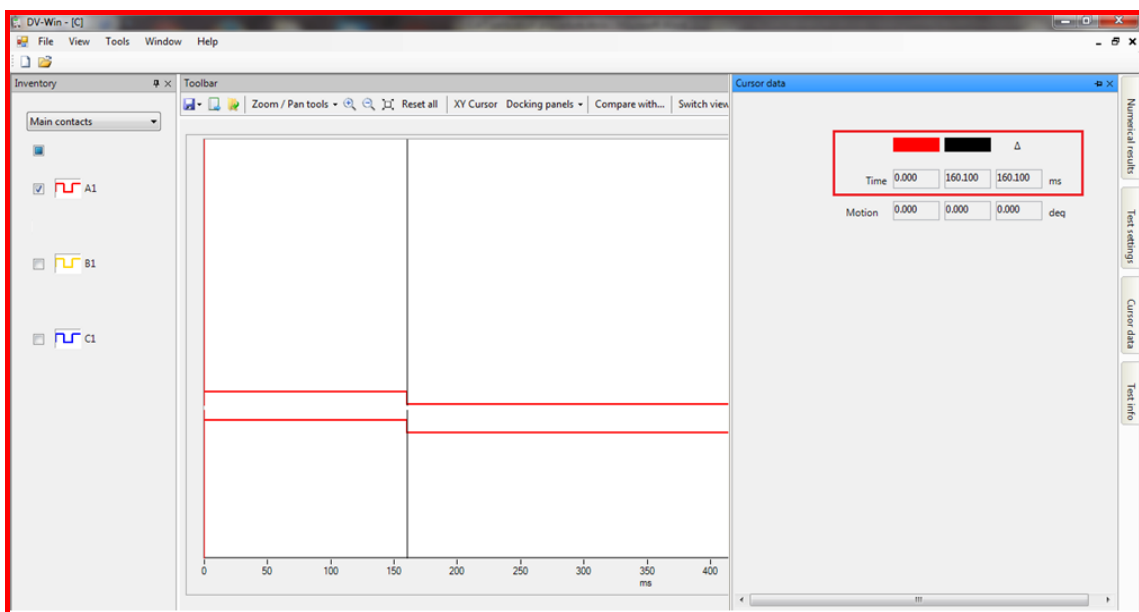 DV-Win - [C]
File View Tools Window Help
Inventory
Main contacts
A1
B1
C1
Toolbar
Zoom / Pan tools Reset all XY Cursor Docking panels Compare with... Switch view
0 50 100 150 200 250 300 350 400
ms
Cursor data
Δ
Time 0.000 160.100 160.100 ms
Motion 0.000 0.000 0.000 deg
Numerical results
Test settings
Cursor data
Test info